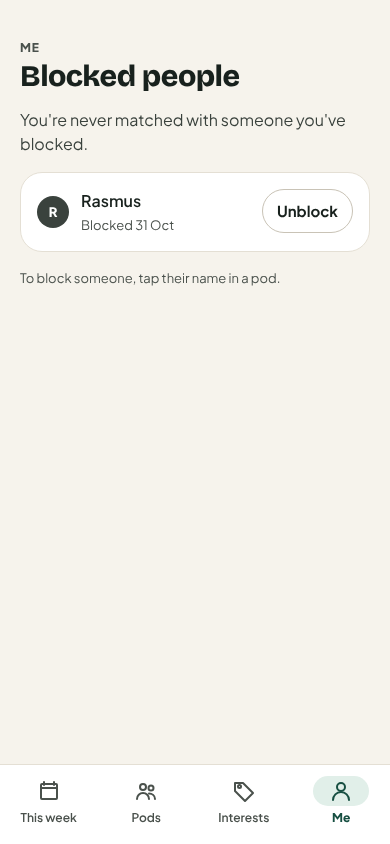 ME
Blocked people
You're never matched with someone you've
blocked.
R
Rasmus
Blocked 31 Oct
Unblock
To block someone, tap their name in a pod.
This week
Pods
Interests
Me